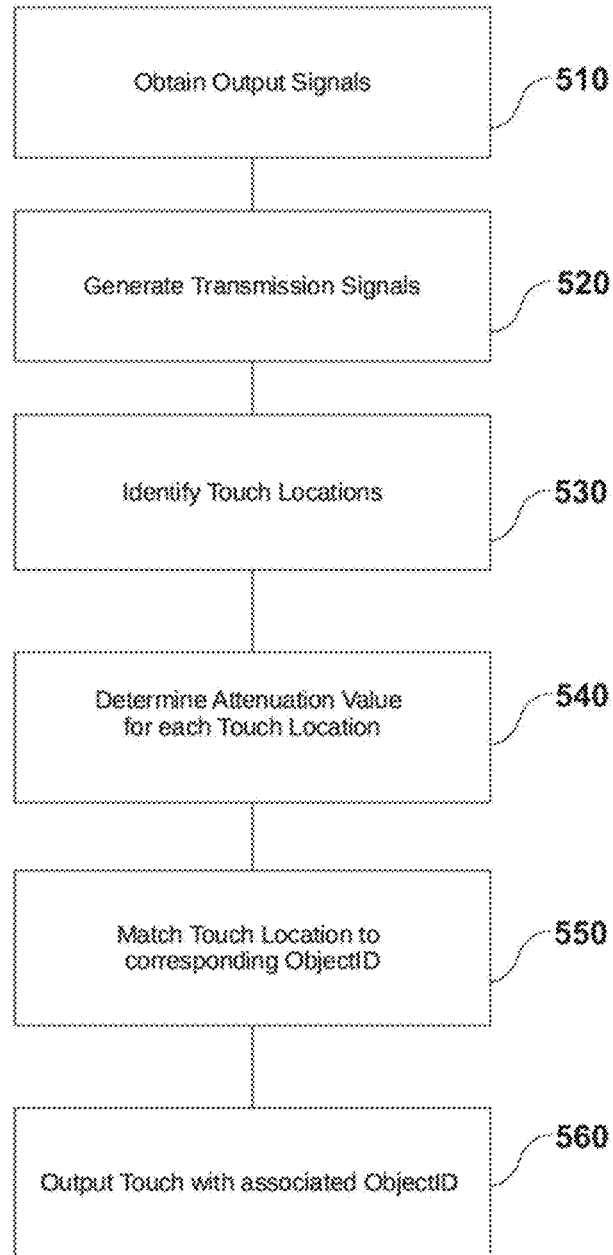 Obtain Output Signals
510
Generate Transmission Signals
520
Identify Touch Locations
530
Determine Attenuation Value
for each Touch Location
540
Match Touch Location to
corresponding ObjectID
550
Output Touch with associated ObjectID
560